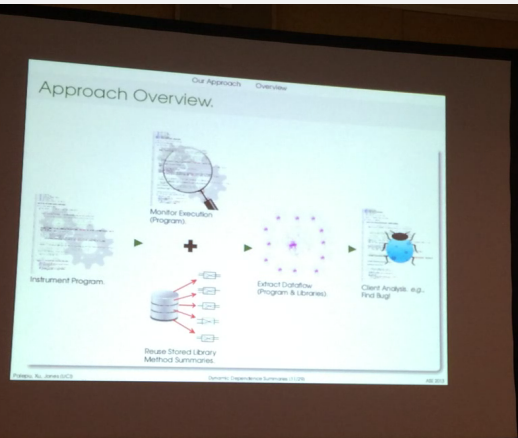 Our Approach Overview
Approach Overview.
Monitor Execution
(Program).
Instrument Program.
Extract Dataflow
(Program & Libraries).
Client Analysis. e.g.,
Find Bug!
Reuse Stored Library
Method Summaries.